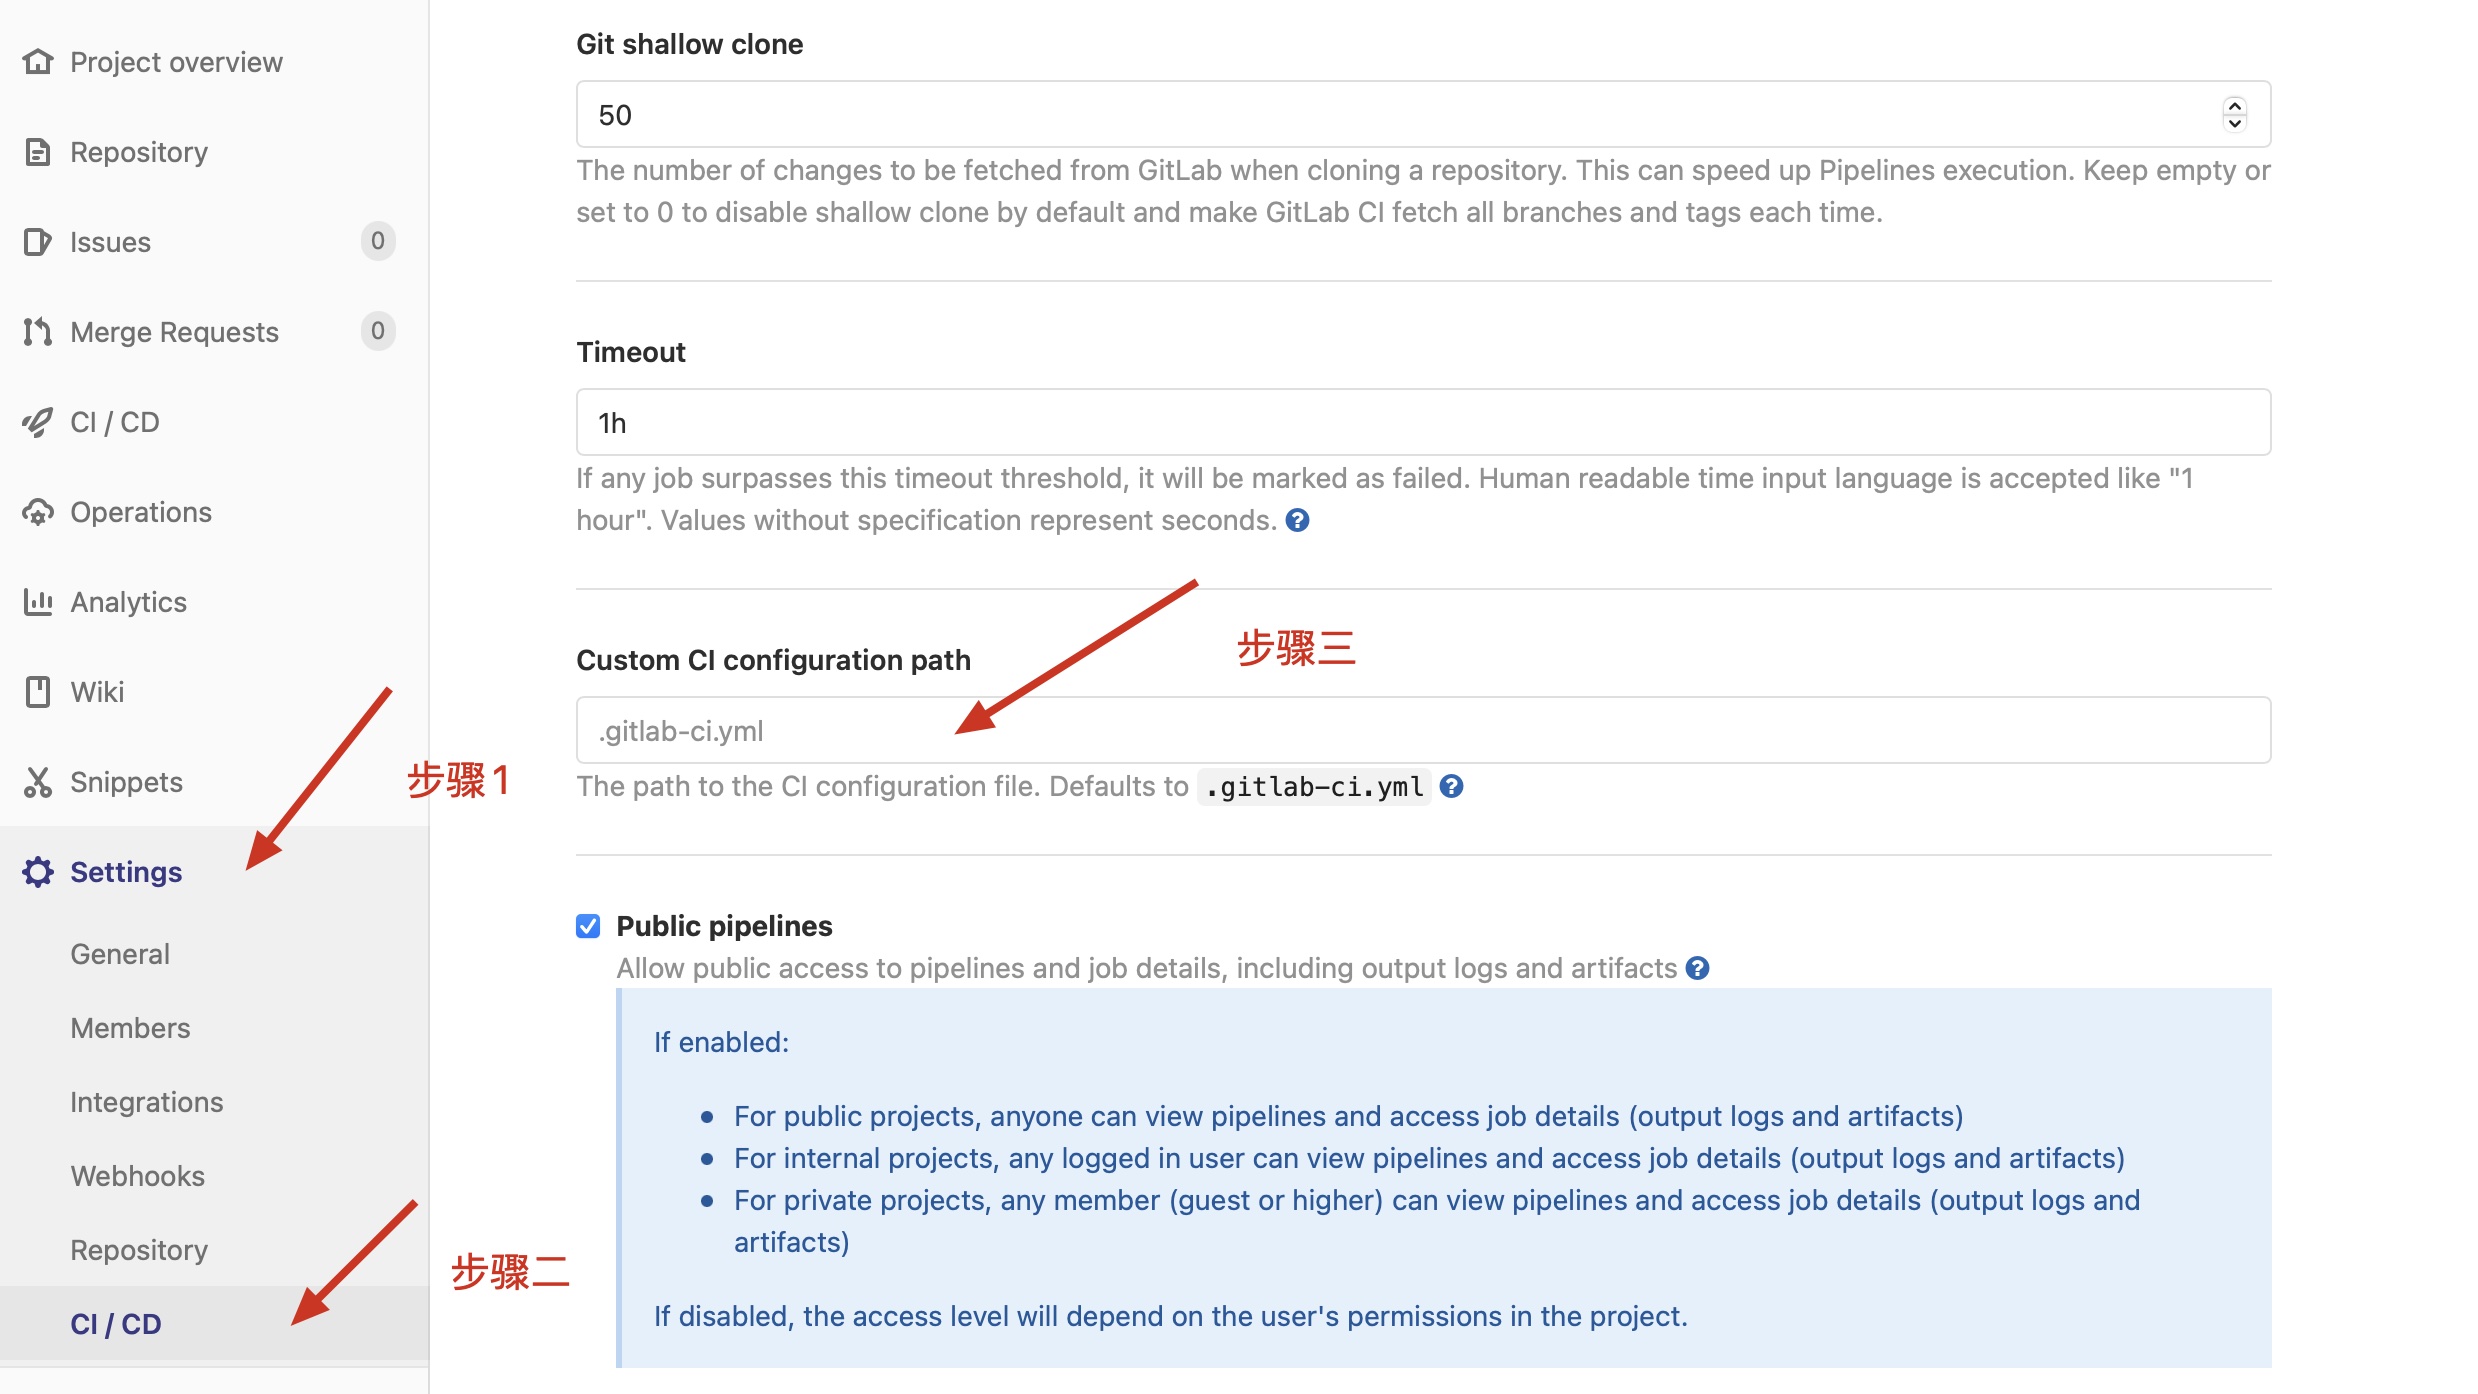 Project overview
Repository
Issues 0
Merge Requests 0
CI / CD
Operations
Analytics
Wiki
Snippets
Settings
General
Members
Integrations
Webhooks
Repository
CI / CD
步骤1
步骤二
Git shallow clone
50
The number of changes to be fetched from GitLab when cloning a repository. This can speed up Pipelines execution. Keep empty or
set to 0 to disable shallow clone by default and make GitLab CI fetch all branches and tags each time.
Timeout
1h
If any job surpasses this timeout threshold, it will be marked as failed. Human readable time input language is accepted like "1
hour". Values without specification represent seconds. ?
步骤三
Custom CI configuration path
.gitlab-ci.yml
The path to the CI configuration file. Defaults to .gitlab-ci.yml ?
Public pipelines
Allow public access to pipelines and job details, including output logs and artifacts ?
If enabled:
• For public projects, anyone can view pipelines and access job details (output logs and artifacts)
• For internal projects, any logged in user can view pipelines and access job details (output logs and artifacts)
• For private projects, any member (guest or higher) can view pipelines and access job details (output logs and
artifacts)
If disabled, the access level will depend on the user's permissions in the project.